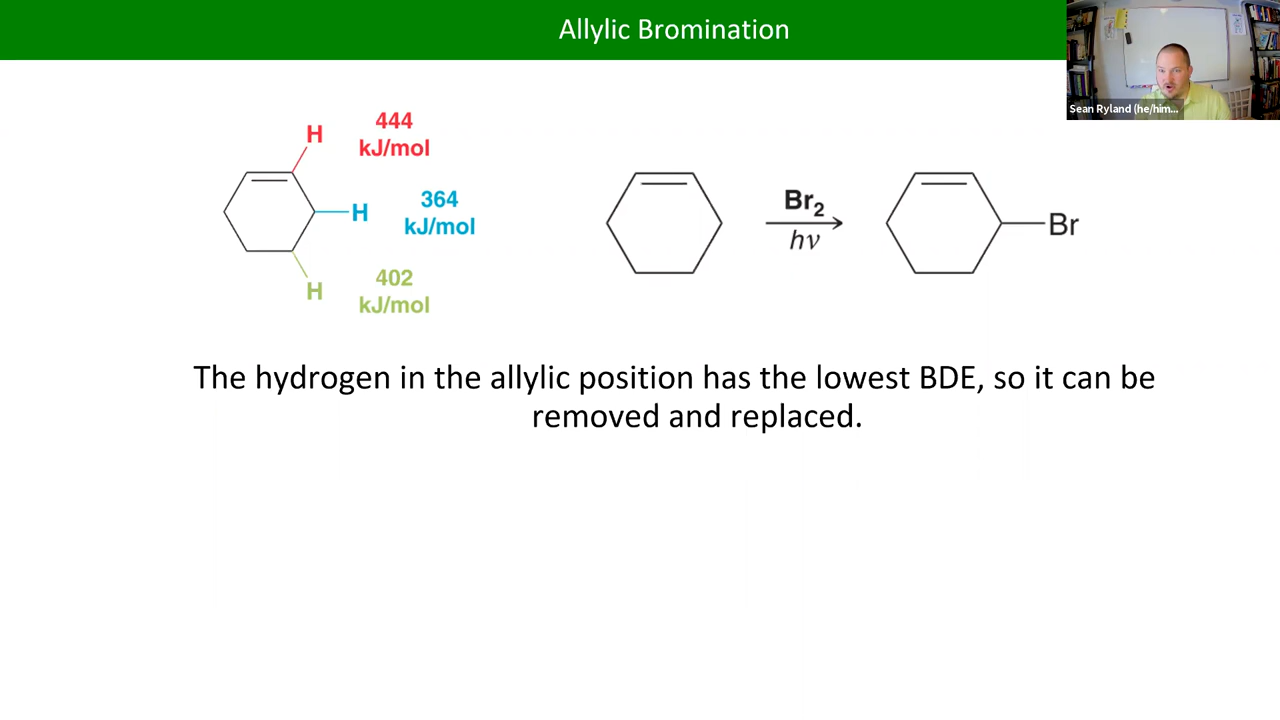 Allylic Bromination
Sean Ryland (he/him...
H
444
kJ/mol
H
364
kJ/mol
H
402
kJ/mol
Br2
hν
Br
The hydrogen in the allylic position has the lowest BDE, so it can be
removed and replaced.